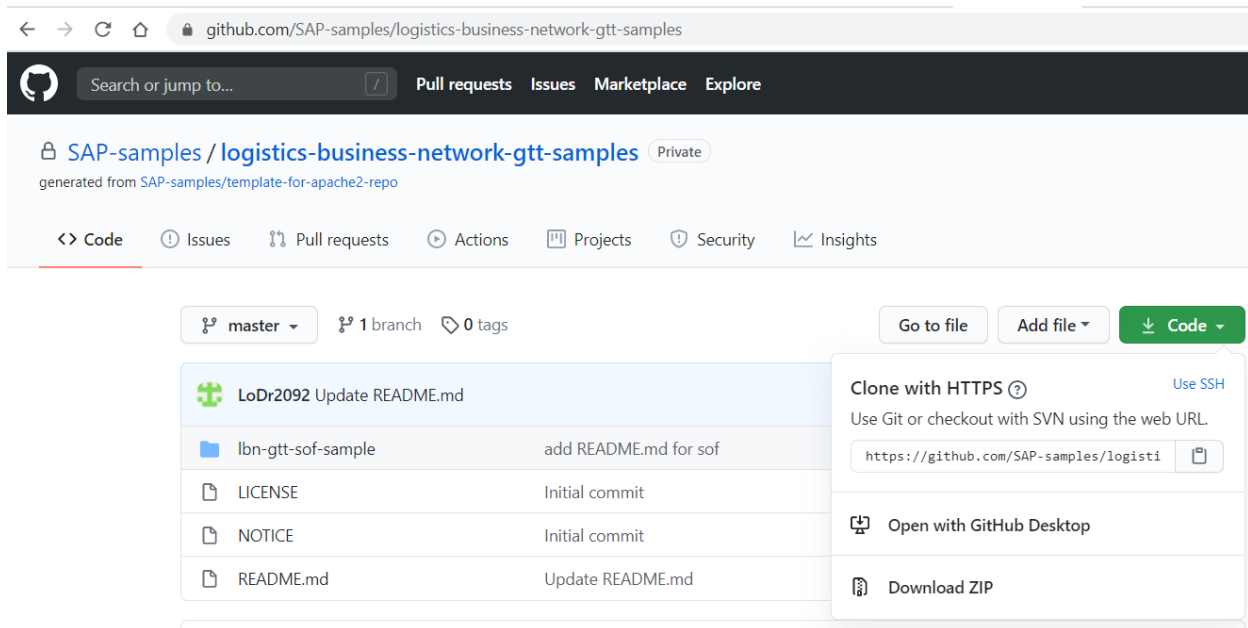 github.com/SAP-samples/logistics-business-network-gtt-samples
Search or jump to... / Pull requests Issues Marketplace Explore
SAP-samples / logistics-business-network-gtt-samples Private
generated from SAP-samples/template-for-apache2-repo
<> Code Issues Pull requests Actions Projects Security Insights
master 1 branch 0 tags Go to file Add file Code
LoDr2092 Update README.md
lbn-gtt-sof-sample add README.md for sof
LICENSE Initial commit
NOTICE Initial commit
README.md Update README.md
Clone with HTTPS ? Use SSH
Use Git or checkout with SVN using the web URL.
https://github.com/SAP-samples/logisti
Open with GitHub Desktop
Download ZIP